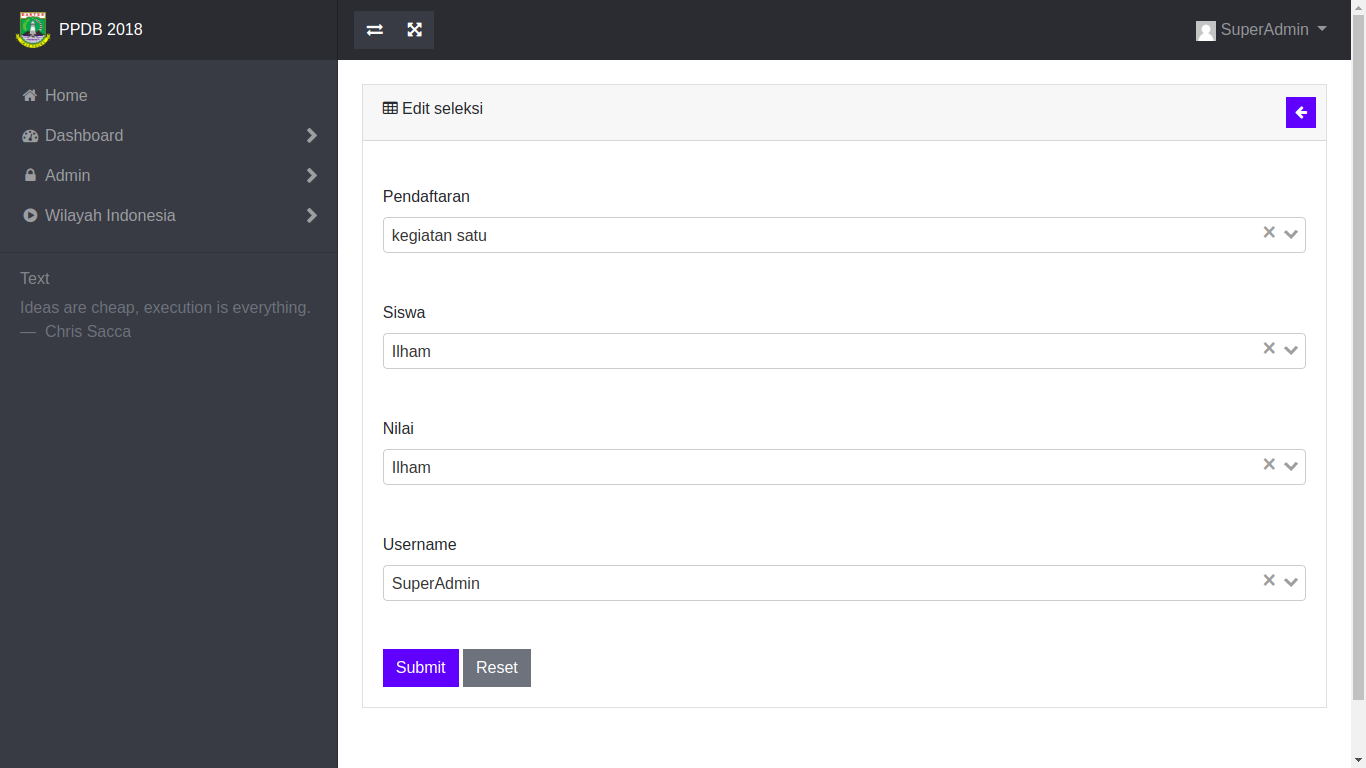 PPDB 2018
SuperAdmin
Home
Dashboard
Admin
Wilayah Indonesia
Text
Ideas are cheap, execution is everything.
— Chris Sacca
Edit seleksi
Pendaftaran
kegiatan satu
Siswa
Ilham
Nilai
Ilham
Username
SuperAdmin
Submit Reset